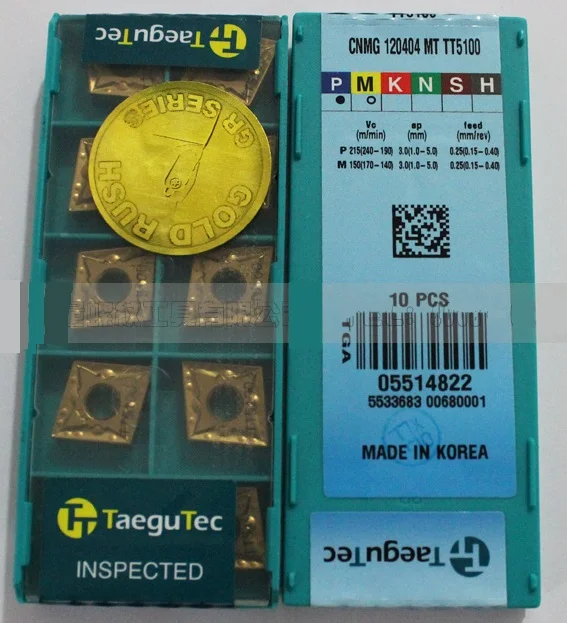 TaeguTec
GR SERIES
GOLD RUSH
TaeguTec
INSPECTED
TT5100
CNMG 120404 MT TT5100
P M K N S H
Vc ap feed
(m/min) (mm) (mm/rev)
P 215(240-190) 3.0(1.0-5.0) 0.25(0.15-0.40)
M 150(170-140) 3.0(1.0-5.0) 0.25(0.15-0.40)
10 PCS
TGA
05514822
5533683 00680001
MADE IN KOREA
TaeguTec